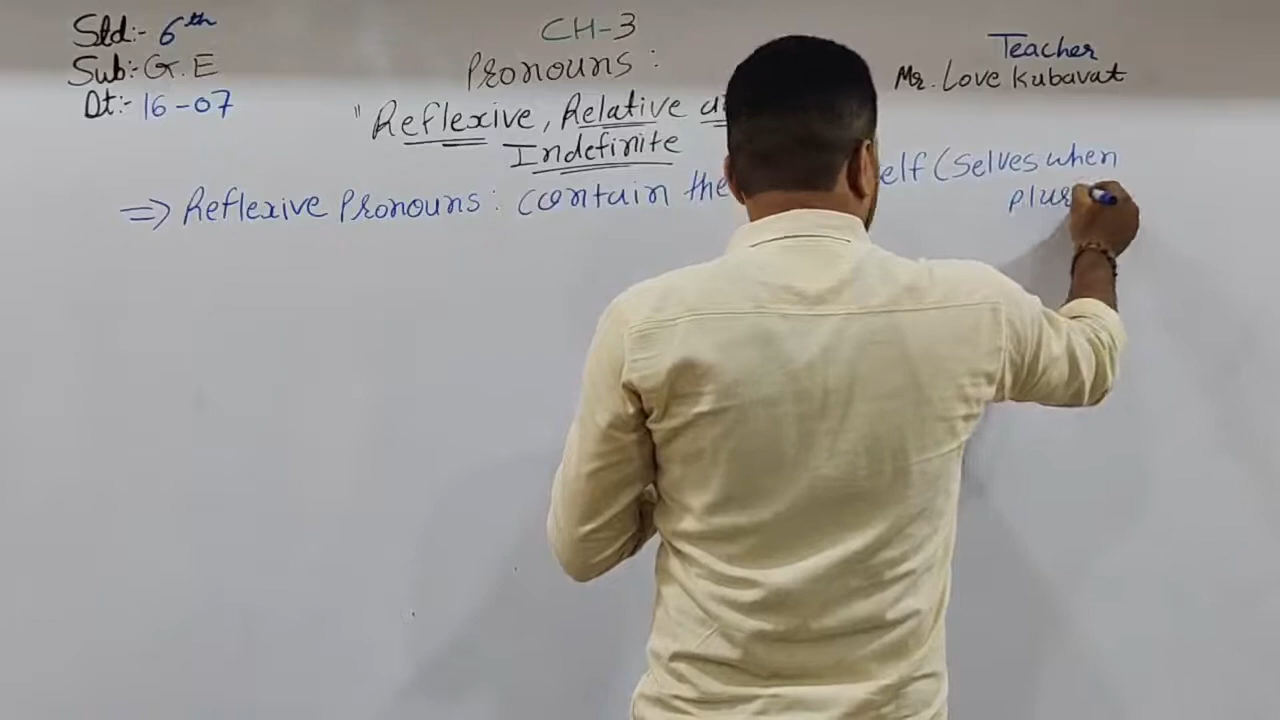 Std:- 6th
Sub:- G.E
Dt:- 16-07
CH-3
Pronouns:
"Reflexive, Relative
Indefinite
Teacher
Mr. Love Kubavat
=> Reflexive Pronouns: contain the elf (Selves when
plur